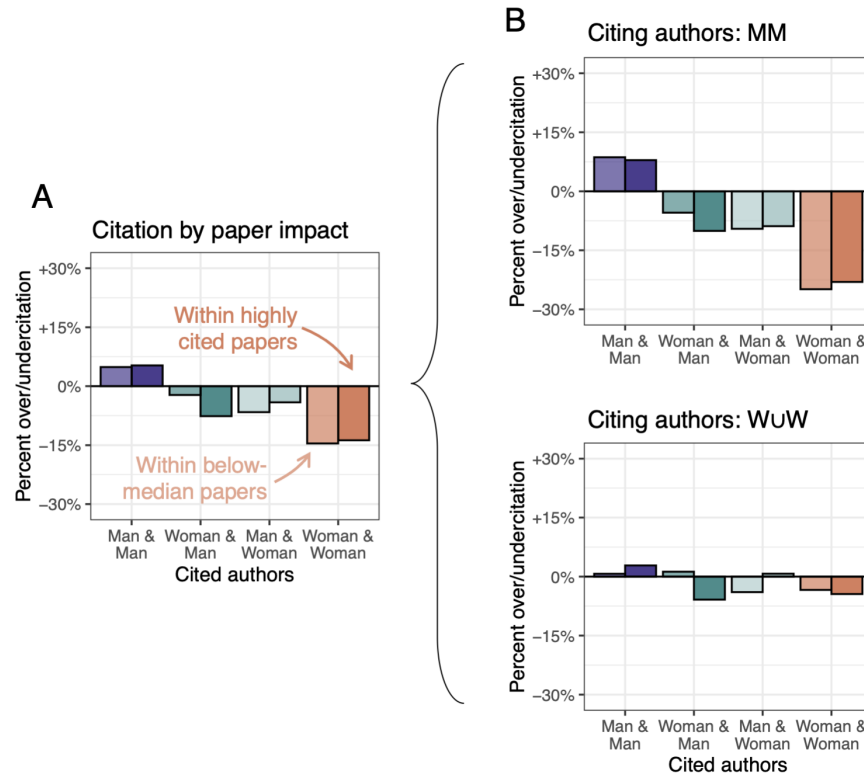 A
Citation by paper impact
Percent over/undercitation
+30%
+15%
0%
−15%
−30%
Within highly
cited papers
Within below-
median papers
Man &
Man
Woman &
Man
Man &
Woman
Woman &
Woman
Cited authors
B
Citing authors: MM
Percent over/undercitation
+30%
+15%
0%
−15%
−30%
Man &
Man
Woman &
Man
Man &
Woman
Woman &
Woman
Citing authors: W∪W
Percent over/undercitation
+30%
+15%
0%
−15%
−30%
Man &
Man
Woman &
Man
Man &
Woman
Woman &
Woman
Cited authors